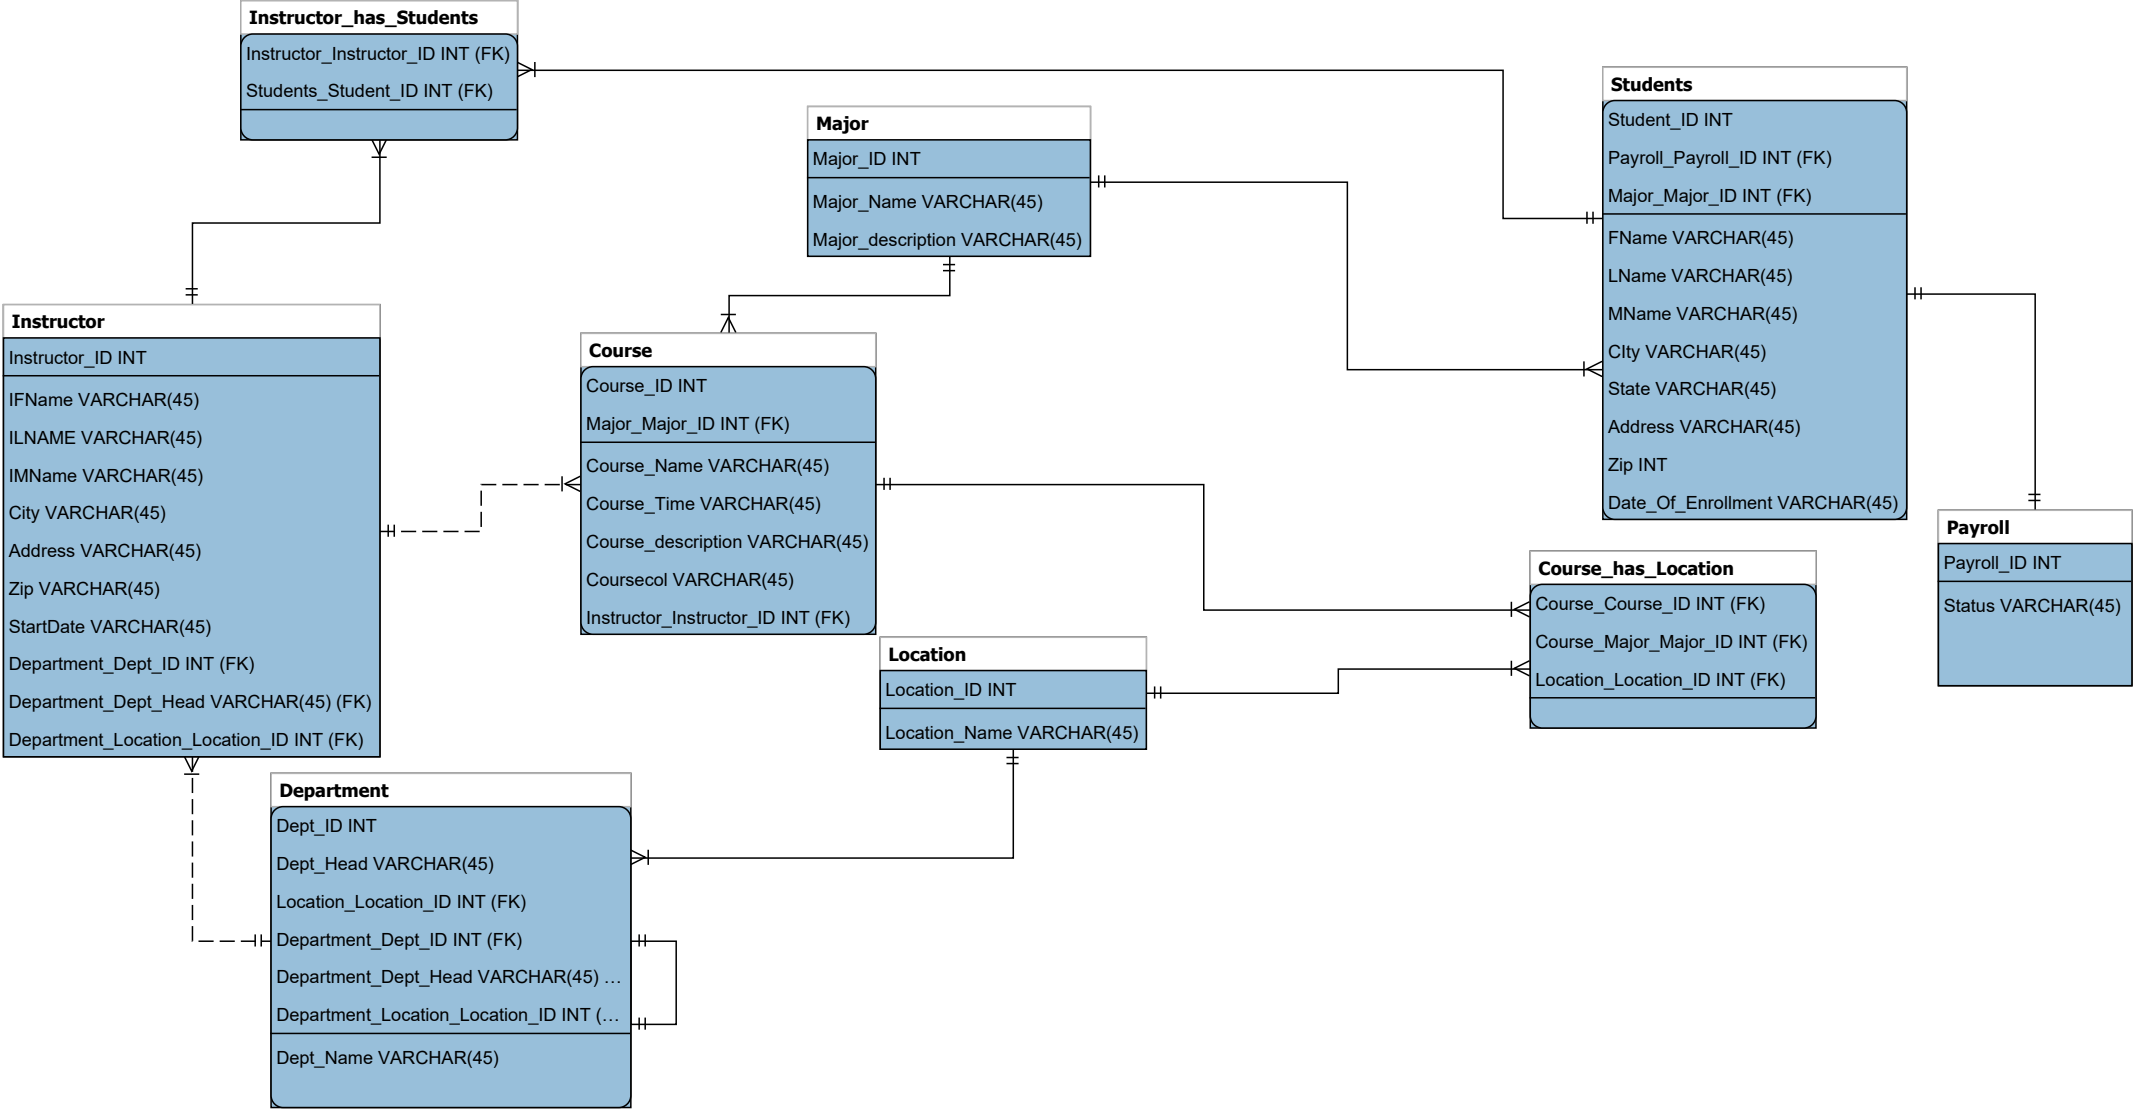 Instructor_has_Students
Instructor_Instructor_ID INT (FK)
Students_Student_ID INT (FK)
Students
Student_ID INT
Payroll_Payroll_ID INT (FK)
Major_Major_ID INT (FK)
FName VARCHAR(45)
LName VARCHAR(45)
MName VARCHAR(45)
CIty VARCHAR(45)
State VARCHAR(45)
Address VARCHAR(45)
Zip INT
Date_Of_Enrollment VARCHAR(45)
Major
Major_ID INT
Major_Name VARCHAR(45)
Major_description VARCHAR(45)
Instructor
Instructor_ID INT
IFName VARCHAR(45)
ILNAME VARCHAR(45)
IMName VARCHAR(45)
City VARCHAR(45)
Address VARCHAR(45)
Zip VARCHAR(45)
StartDate VARCHAR(45)
Department_Dept_ID INT (FK)
Department_Dept_Head VARCHAR(45) (FK)
Department_Location_Location_ID INT (FK)
Course
Course_ID INT
Major_Major_ID INT (FK)
Course_Name VARCHAR(45)
Course_Time VARCHAR(45)
Course_description VARCHAR(45)
Coursecol VARCHAR(45)
Instructor_Instructor_ID INT (FK)
Payroll
Payroll_ID INT
Status VARCHAR(45)
Course_has_Location
Course_Course_ID INT (FK)
Course_Major_Major_ID INT (FK)
Location_Location_ID INT (FK)
Location
Location_ID INT
Location_Name VARCHAR(45)
Department
Dept_ID INT
Dept_Head VARCHAR(45)
Location_Location_ID INT (FK)
Department_Dept_ID INT (FK)
Department_Dept_Head VARCHAR(45) ...
Department_Location_Location_ID INT (...
Dept_Name VARCHAR(45)